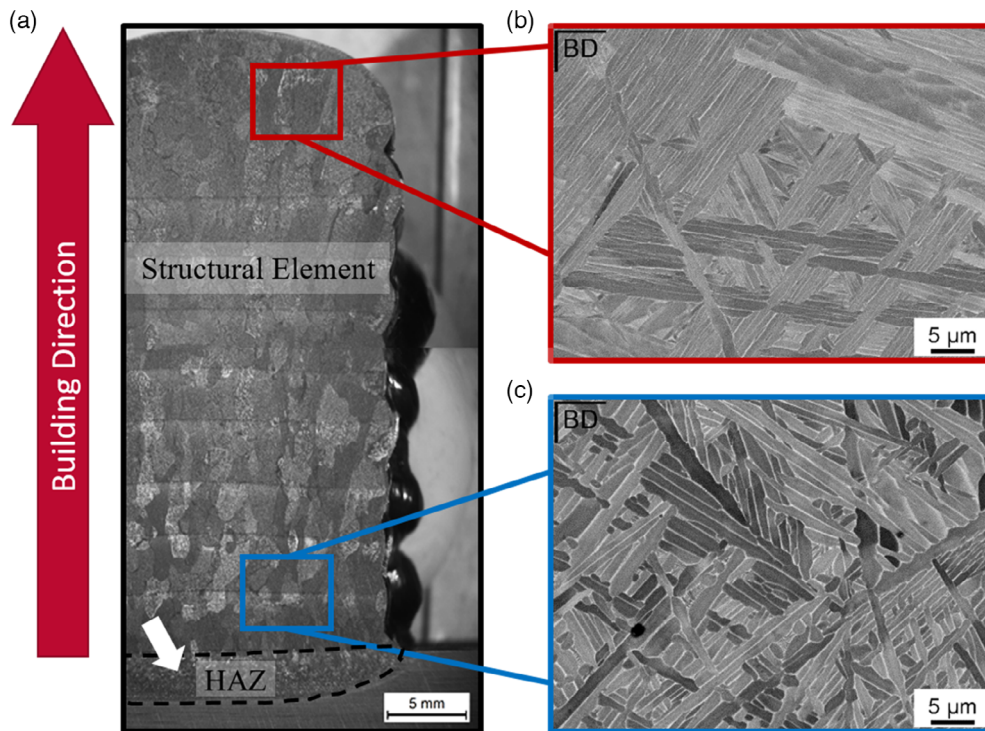 (a)
Building Direction
Structural Element
HAZ
5 mm
(b)
BD
5 µm
(c)
BD
5 µm